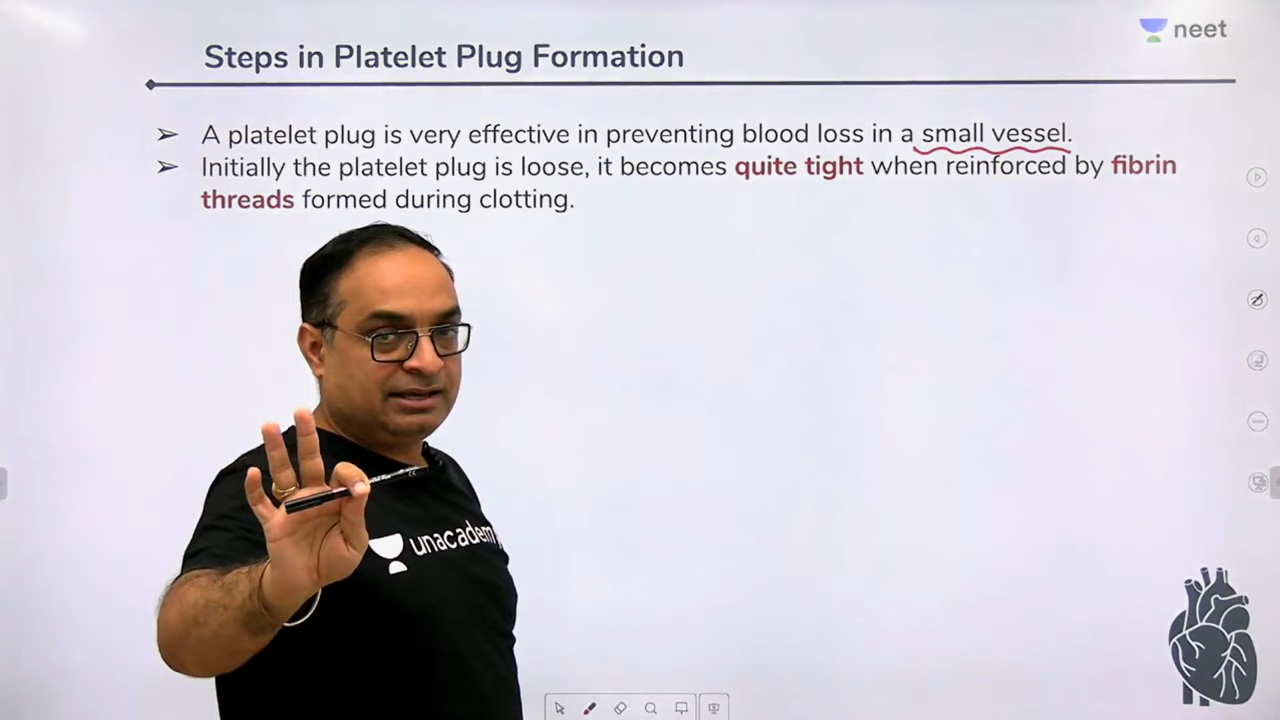 neet
Steps in Platelet Plug Formation
➢ A platelet plug is very effective in preventing blood loss in a small vessel.
➢ Initially the platelet plug is loose, it becomes quite tight when reinforced by fibrin
threads formed during clotting.
unacadem